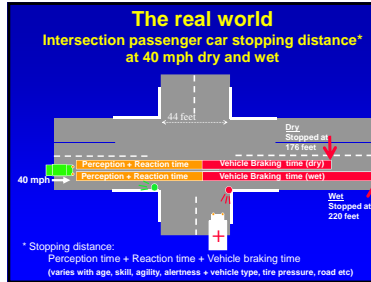 The real world
Intersection passenger car stopping distance*
at 40 mph dry and wet
44 feet
Dry
Stopped at
176 feet
Perception + Reaction time
Vehicle Braking time (dry)
40 mph
Perception + Reaction time
Vehicle Braking time (wet)
Wet
Stopped at
220 feet
* Stopping distance:
Perception time + Reaction time + Vehicle Braking time
(varies with age, skill, agility, alertness + vehicle type, tire pressure, road etc)